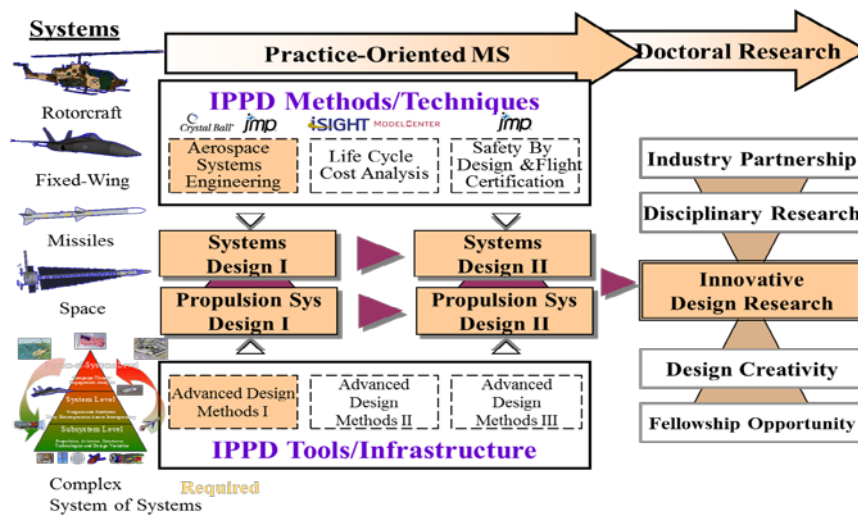 Systems
Practice-Oriented MS
Doctoral Research
Rotorcraft
Fixed-Wing
Missiles
Space
System Level
Subsystem Level
Complex
System of Systems
IPPD Methods/Techniques
Crystal Ball
jmp
iSIGHT
MODELCENTER
jmp
Aerospace
Systems
Engineering
Life Cycle
Cost Analysis
Safety By
Design &Flight
Certification
Systems
Design I
Systems
Design II
Propulsion Sys
Design I
Propulsion Sys
Design II
Advanced Design
Methods I
Advanced
Design
Methods II
Advanced
Design
Methods III
IPPD Tools/Infrastructure
Required
Industry Partnership
Disciplinary Research
Innovative
Design Research
Design Creativity
Fellowship Opportunity